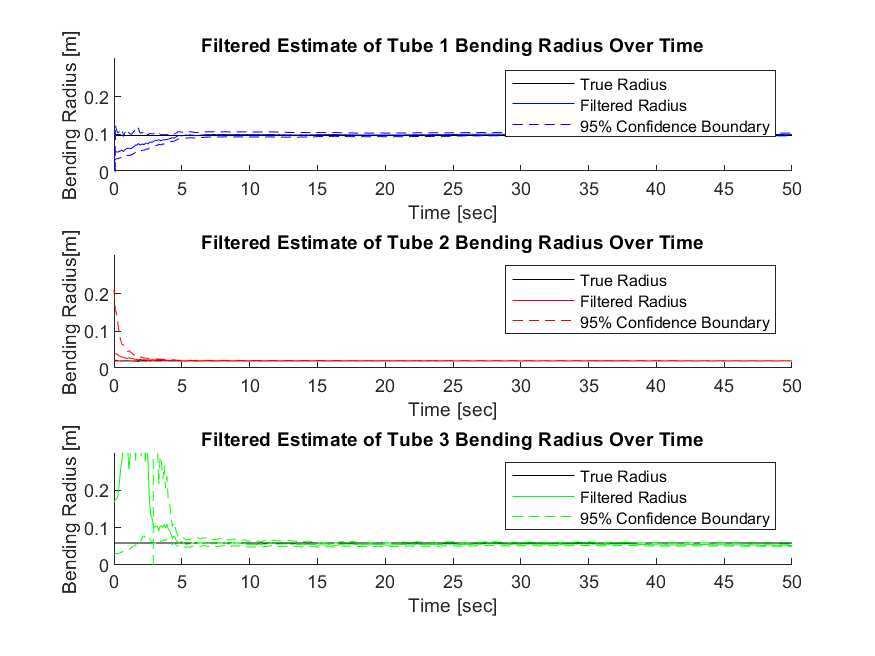 Filtered Estimate of Tube 1 Bending Radius Over Time
Bending Radius [m]
0.2
0.1
0
True Radius
Filtered Radius
95% Confidence Boundary
0 5 10 15 20 25 30 35 40 45 50
Time [sec]
Filtered Estimate of Tube 2 Bending Radius Over Time
Bending Radius[m]
0.2
0.1
0
True Radius
Filtered Radius
95% Confidence Boundary
0 5 10 15 20 25 30 35 40 45 50
Time [sec]
Filtered Estimate of Tube 3 Bending Radius Over Time
Bending Radius [m]
0.2
0.1
0
True Radius
Filtered Radius
95% Confidence Boundary
0 5 10 15 20 25 30 35 40 45 50
Time [sec]